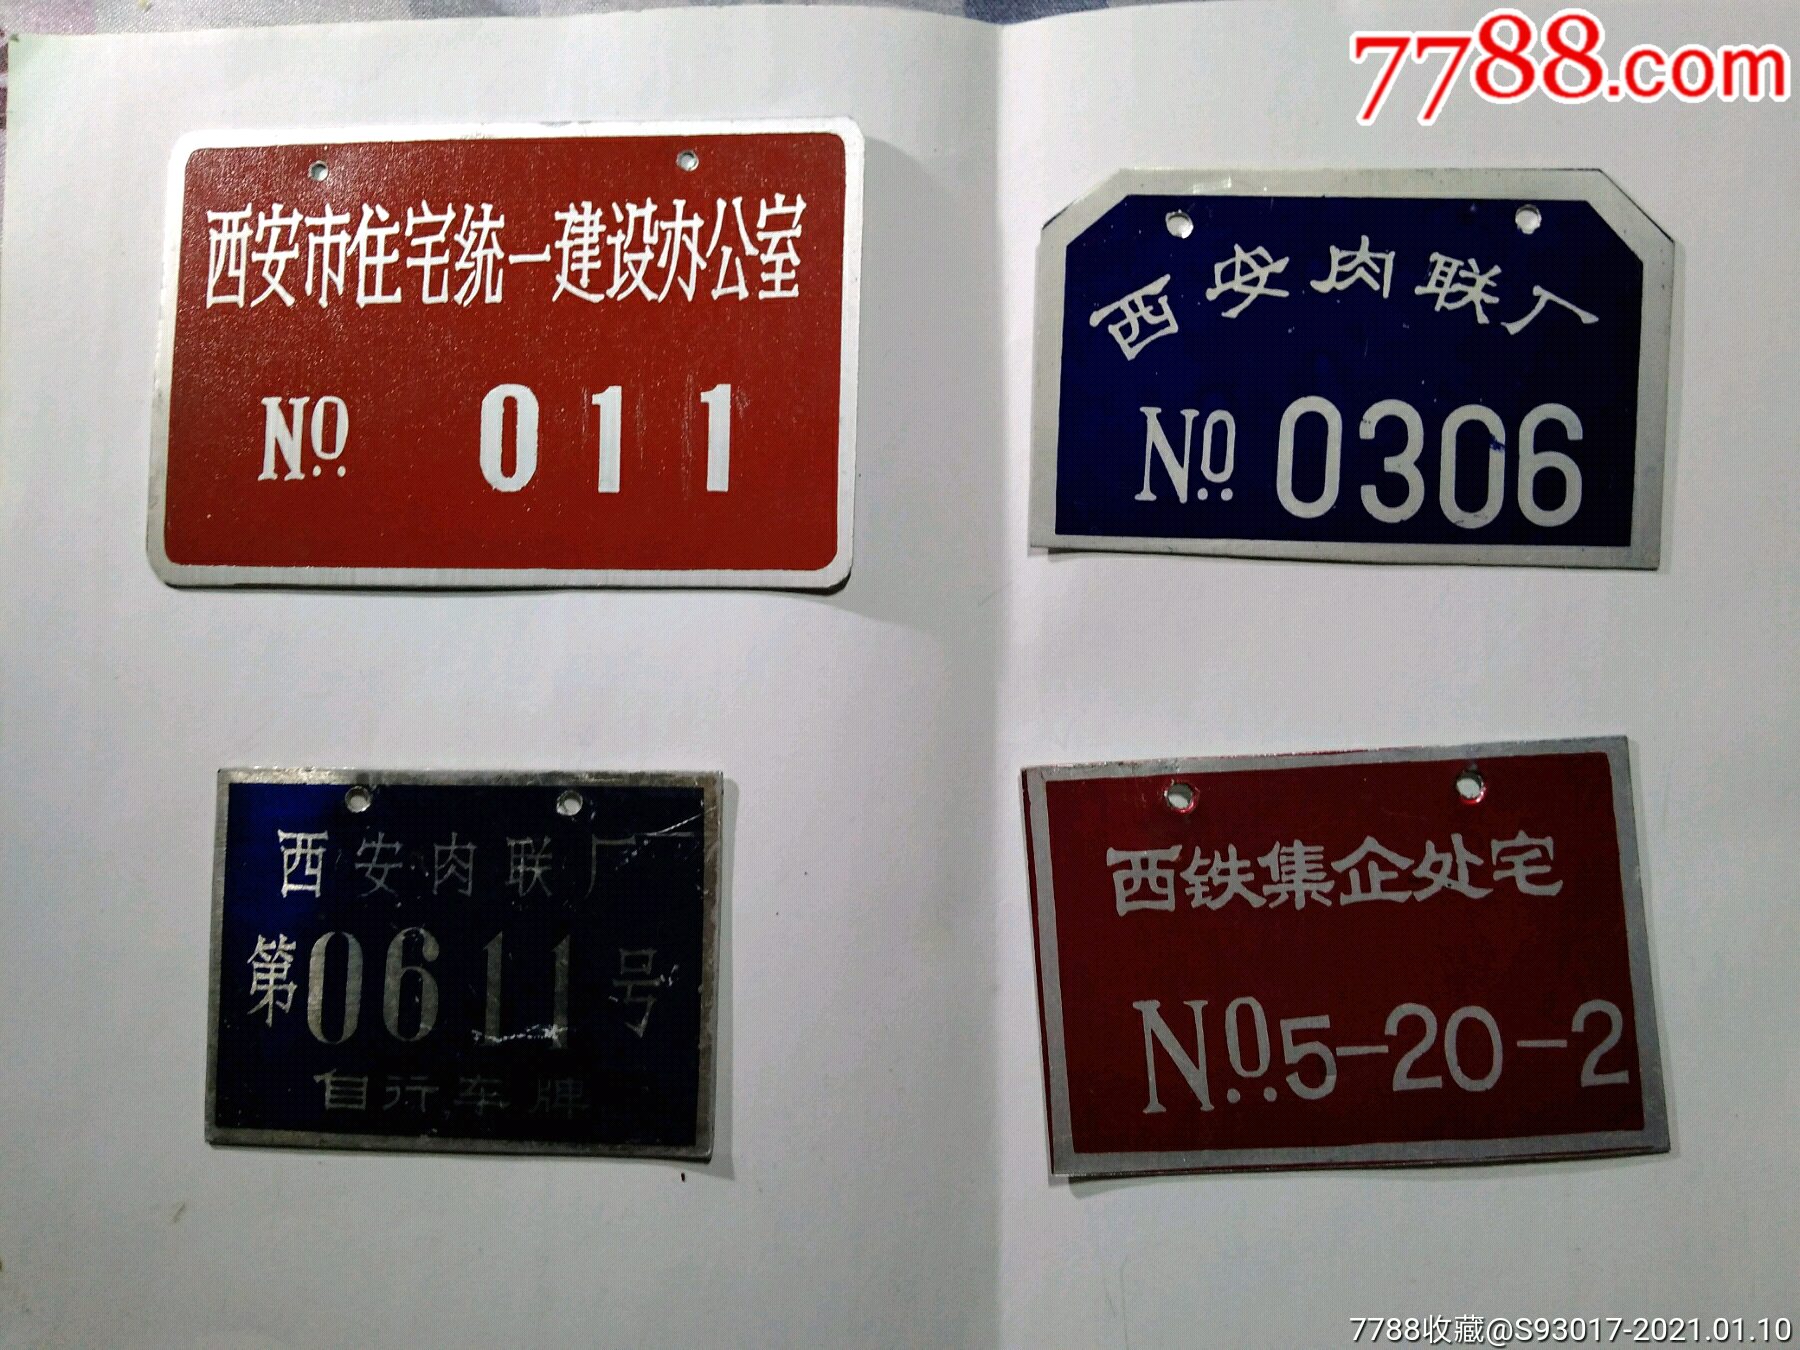 7788.com
西安市住宅统一建设办公室
No. 011
西安肉联厂
No. 0306
西安肉联厂
第0611号
自行车牌
西铁集企处宅
No. 5-20-2
7788收藏@S93017-2021.01.10